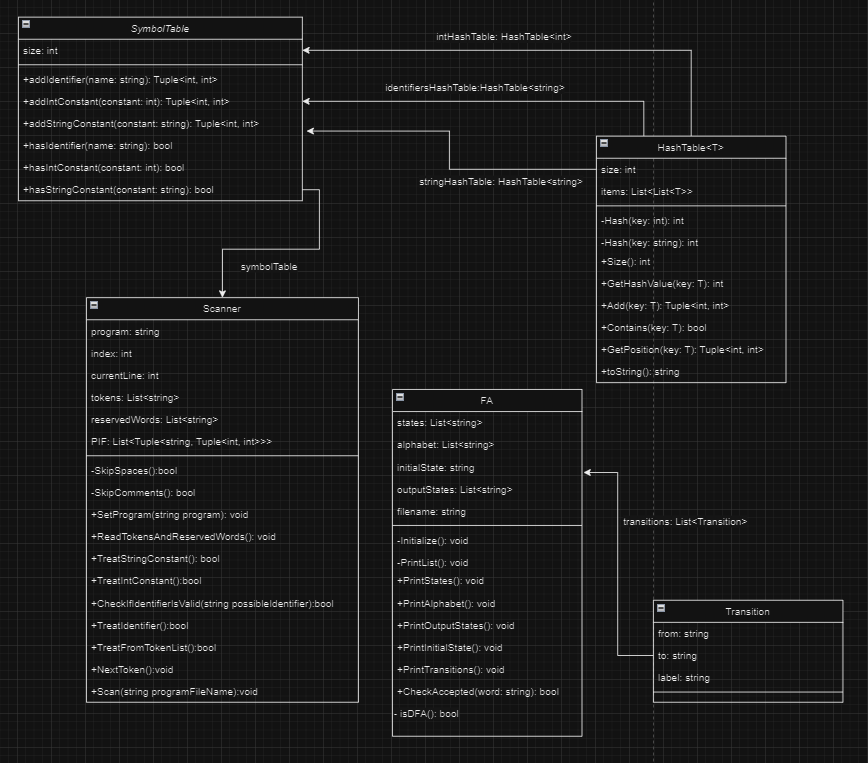 SymbolTable
size: int
+addIdentifier(name: string): Tuple<int, int>
+addIntConstant(constant: int): Tuple<int, int>
+addStringConstant(constant: string): Tuple<int, int>
+hasIdentifier(name: string): bool
+hasIntConstant(constant: int): bool
+hasStringConstant(constant: string): bool
intHashTable: HashTable<int>
identifiersHashTable:HashTable<string>
stringHashTable: HashTable<string>
HashTable<T>
size: int
items: List<List<T>>
-Hash(key: int): int
-Hash(key: string): int
+Size(): int
+GetHashValue(key: T): int
+Add(key: T): Tuple<int, int>
+Contains(key: T): bool
+GetPosition(key: T): Tuple<int, int>
+toString(): string
symbolTable
Scanner
program: string
index: int
currentLine: int
tokens: List<string>
reservedWords: List<string>
PIF: List<Tuple<string, Tuple<int, int>>>
-SkipSpaces():bool
-SkipComments(): bool
+SetProgram(string program): void
+ReadTokensAndReservedWords(): void
+TreatStringConstant(): bool
+TreatIntConstant():bool
+CheckIfIdentifierIsValid(string possibleIdentifier):bool
+TreatIdentifier():bool
+TreatFromTokenList():bool
+NextToken():void
+Scan(string programFileName):void
FA
states: List<string>
alphabet: List<string>
initialState: string
outputStates: List<string>
filename: string
-Initialize(): void
-PrintList(): void
+PrintStates(): void
+PrintAlphabet(): void
+PrintOutputStates(): void
+PrintInitialState(): void
+PrintTransitions(): void
+CheckAccepted(word: string): bool
- isDFA(): bool
transitions: List<Transition>
Transition
from: string
to: string
label: string